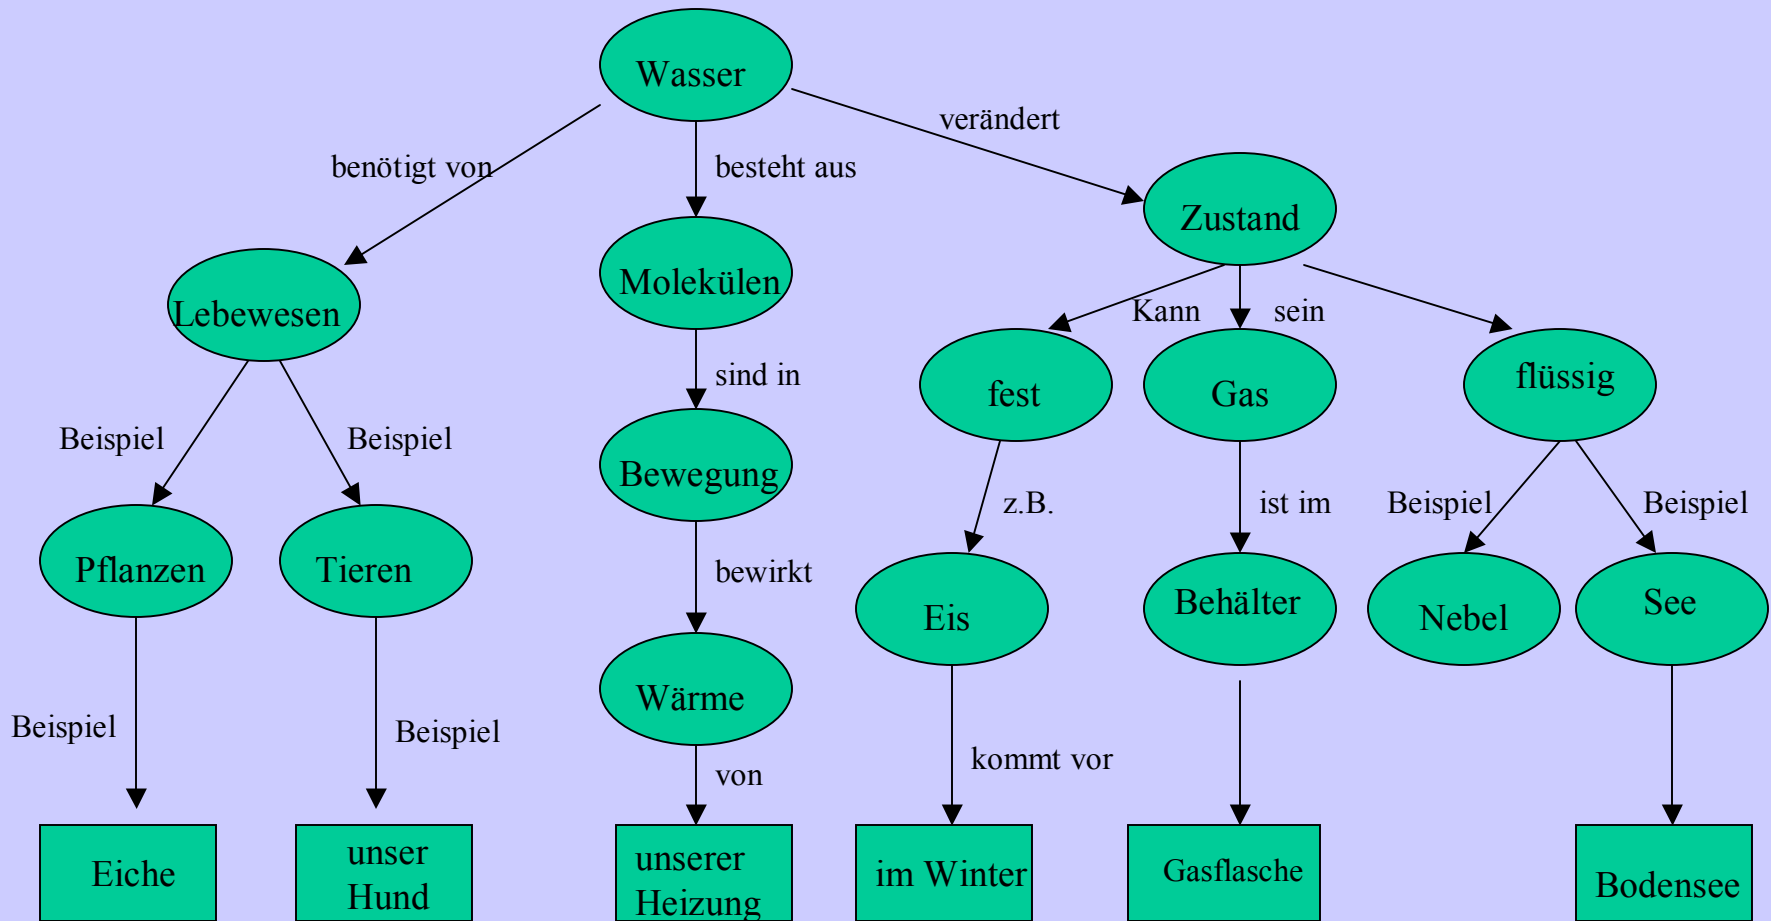 Wasser
verändert
benötigt von
besteht aus
Zustand
Lebewesen
Molekülen
Kann
sein
sind in
fest
Gas
flüssig
Beispiel
Beispiel
Bewegung
z.B.
ist im
Beispiel
Beispiel
Pflanzen
Tieren
bewirkt
Eis
Behälter
Nebel
See
Wärme
Beispiel
Beispiel
von
kommt vor
Eiche
unser
Hund
unserer
Heizung
im Winter
Gasflasche
Bodensee